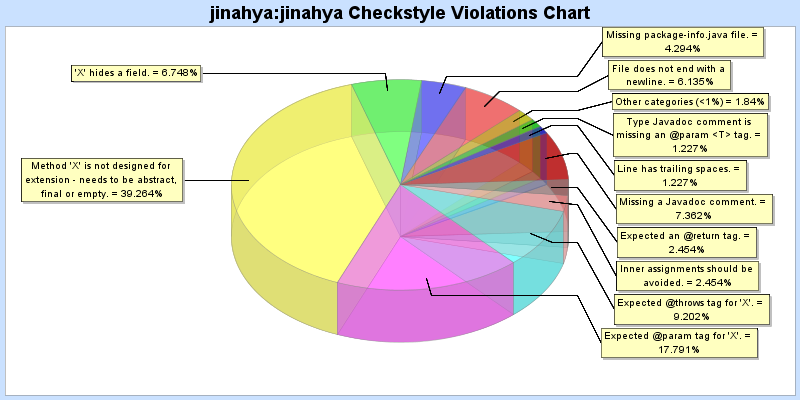 jinahya:jinahya Checkstyle Violations Chart
'X' hides a field. = 6.748%
Method 'X' is not designed for
extension - needs to be abstract,
final or empty. = 39.264%
Missing package-info.java file. =
4.294%
File does not end with a
newline. = 6.135%
Other categories (<1%) = 1.84%
Type Javadoc comment is
missing an @param <T> tag. =
1.227%
Line has trailing spaces. =
1.227%
Missing a Javadoc comment. =
7.362%
Expected an @return tag. =
2.454%
Inner assignments should be
avoided. = 2.454%
Expected @throws tag for 'X'. =
9.202%
Expected @param tag for 'X'. =
17.791%